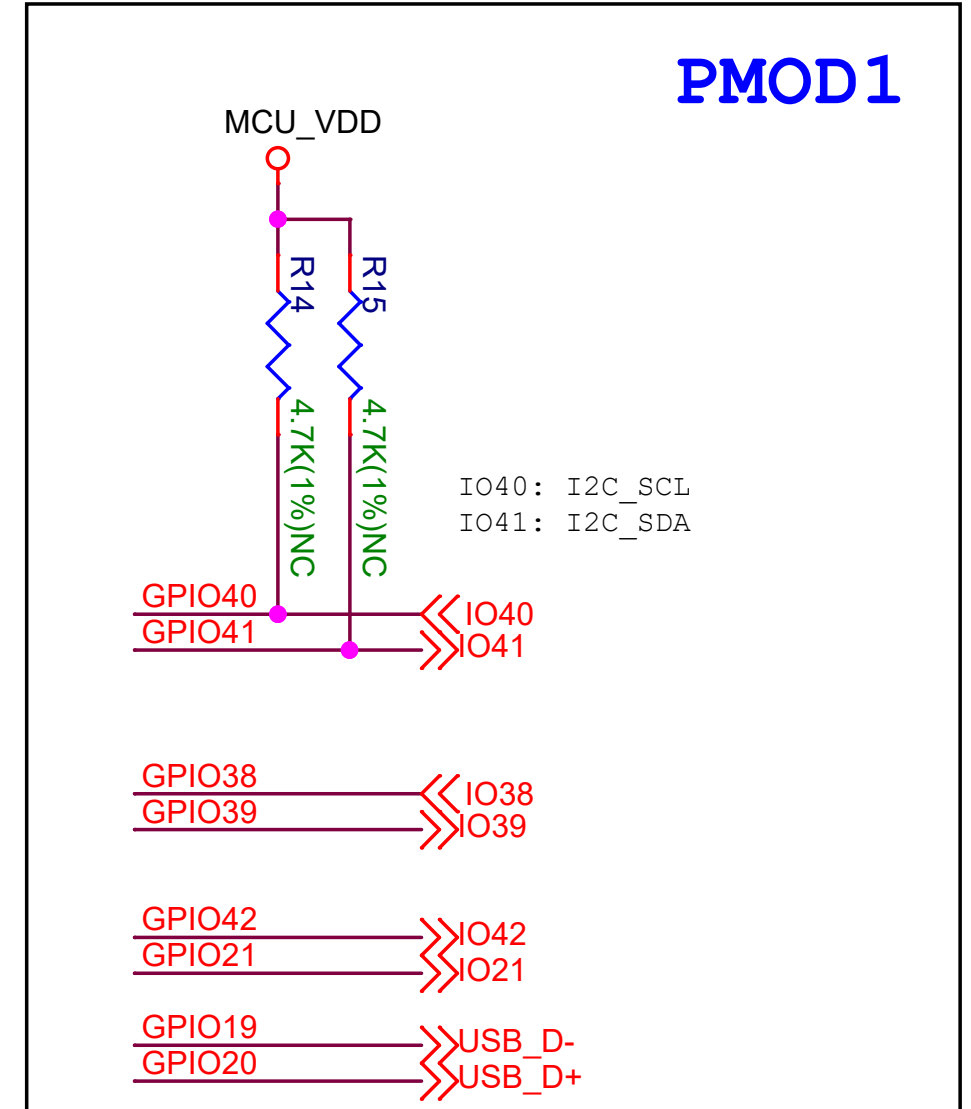 PMOD1
MCU_VDD
R14
R15
4.7K(1%)NC
4.7K(1%)NC
IO40: I2C_SCL
IO41: I2C_SDA
GPIO40
IO40
GPIO41
IO41
GPIO38
IO38
GPIO39
IO39
GPIO42
IO42
GPIO21
IO21
GPIO19
USB_D-
GPIO20
USB_D+